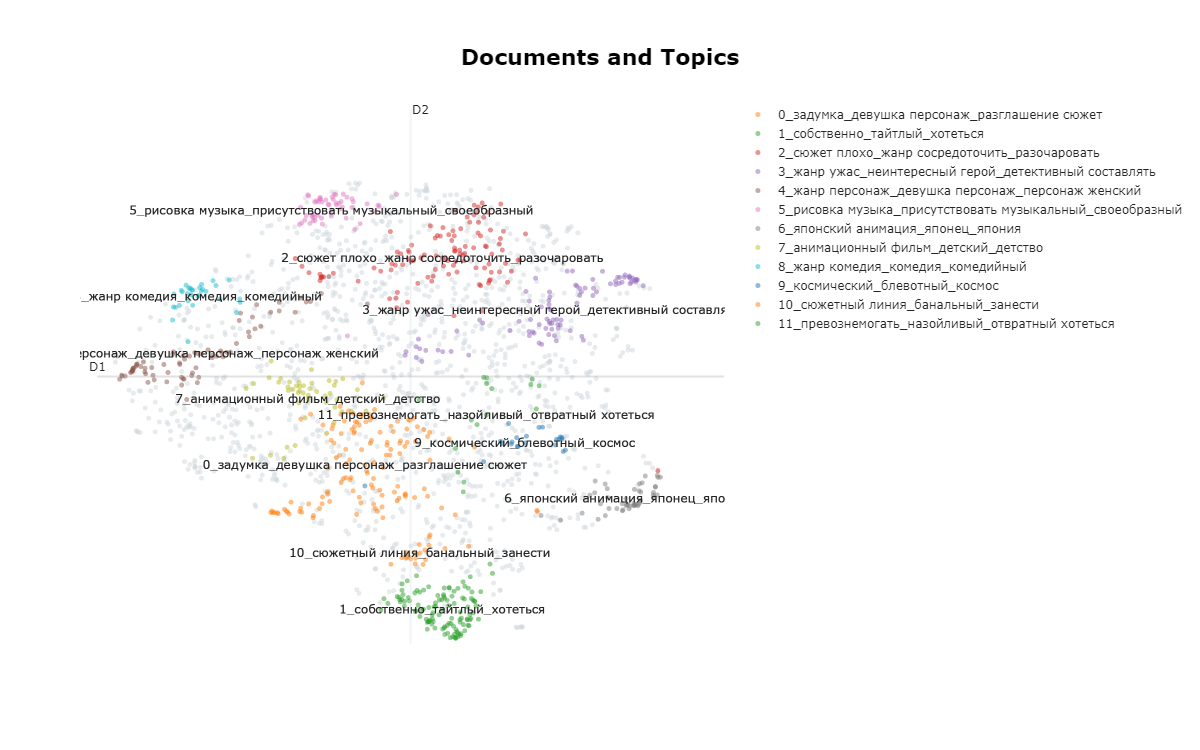 Documents and Topics
D2
0_задумка_девушка персонаж_разглашение сюжет
1_собственно_тайтлый_хотеться
2_сюжет плохо_жанр сосредоточить_разочаровать
3_жанр ужас_неинтересный герой_детективный составлять
4_жанр персонаж_девушка персонаж_персонаж женский
5_рисовка музыка_присутствовать музыкальный_своеобразный
6_японский анимация_японец_япония
7_анимационный фильм_детский_детство
8_жанр комедия_комедия_комедийный
9_космический_блевотный_космос
10_сюжетный линия_банальный_занести
11_превознемогать_назойливый_отвратный хотеться
5_рисовка музыка_присутствовать музыкальный_своеобразный
2_сюжет плохо_жанр сосредоточить_разочаровать
_жанр комедия_комедия_комедийный
3_жанр ужас_неинтересный герой_детективный составля
ерсонаж_девушка персонаж_персонаж женский
D1
7_анимационный фильм_детский_детство
11_превознемогать_назойливый_отвратный хотеться
9_космический_блевотный_космос
0_задумка_девушка персонаж_разглашение сюжет
6_японский анимация_японец_япо
10_сюжетный линия_банальный_занести
1_собственно_тайтлый_хотеться